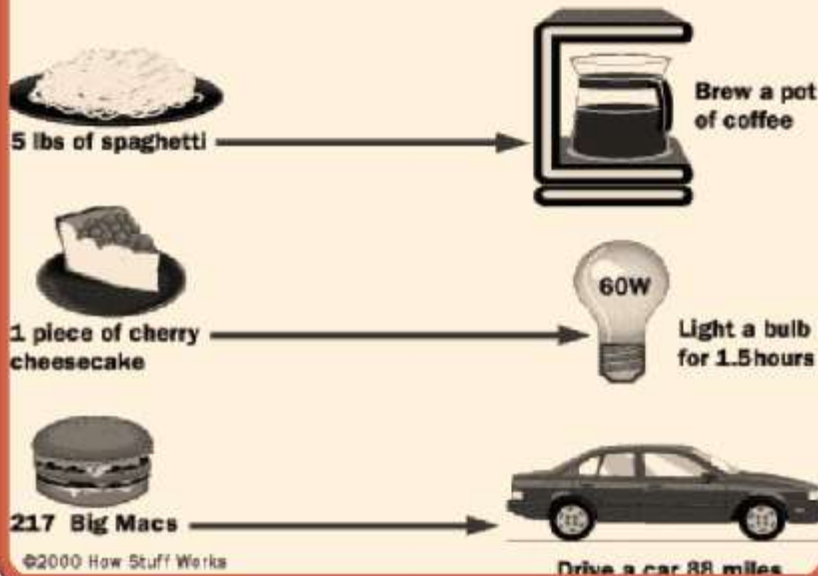 5 lbs of spaghetti
Brew a pot
of coffee
1 piece of cherry
cheesecake
60W
Light a bulb
for 1.5hours
217 Big Macs
Drive a car 88 miles
©2000 How Stuff Works